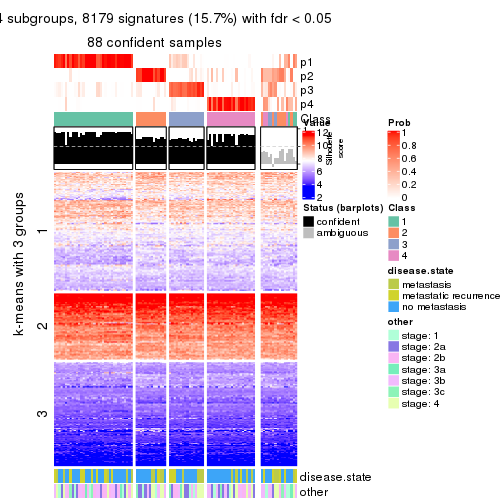 4 subgroups, 8179 signatures (15.7%) with fdr < 0.05
88 confident samples
p1
p2
p3
p4
Class
k-means with 3 groups
1
2
3
disease.state
other
Value
12
10
8
6
4
2
Silhouette
score
1
Status (barplots)
confident
ambiguous
Prob
1
0.8
0.6
0.4
0.2
0
Class
1
2
3
4
disease.state
metastasis
metastatic recurrence
no metastasis
other
stage: 1
stage: 2a
stage: 2b
stage: 3a
stage: 3b
stage: 3c
stage: 4